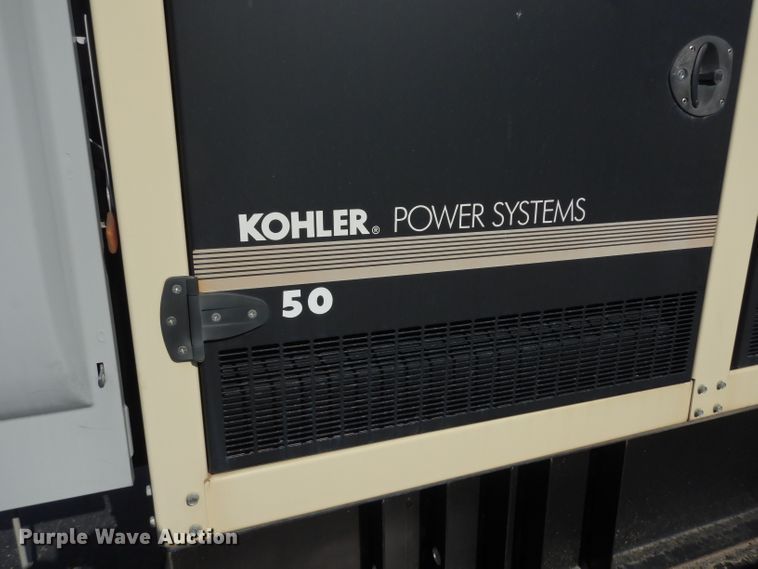 KOHLER® POWER SYSTEMS
50
Purple Wave Auction